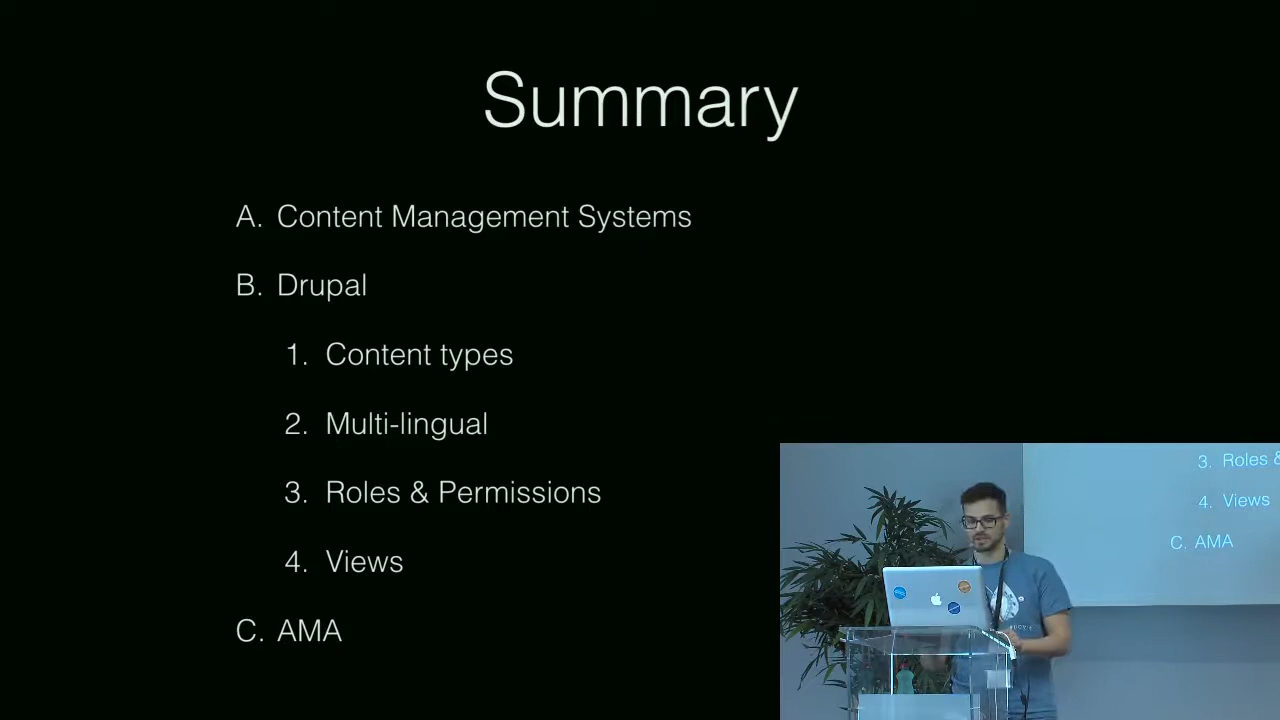 Summary
A. Content Management Systems
B. Drupal
1. Content types
2. Multi-lingual
3. Roles & Permissions
4. Views
C. AMA
3. Roles &
4. Views
C. AMA